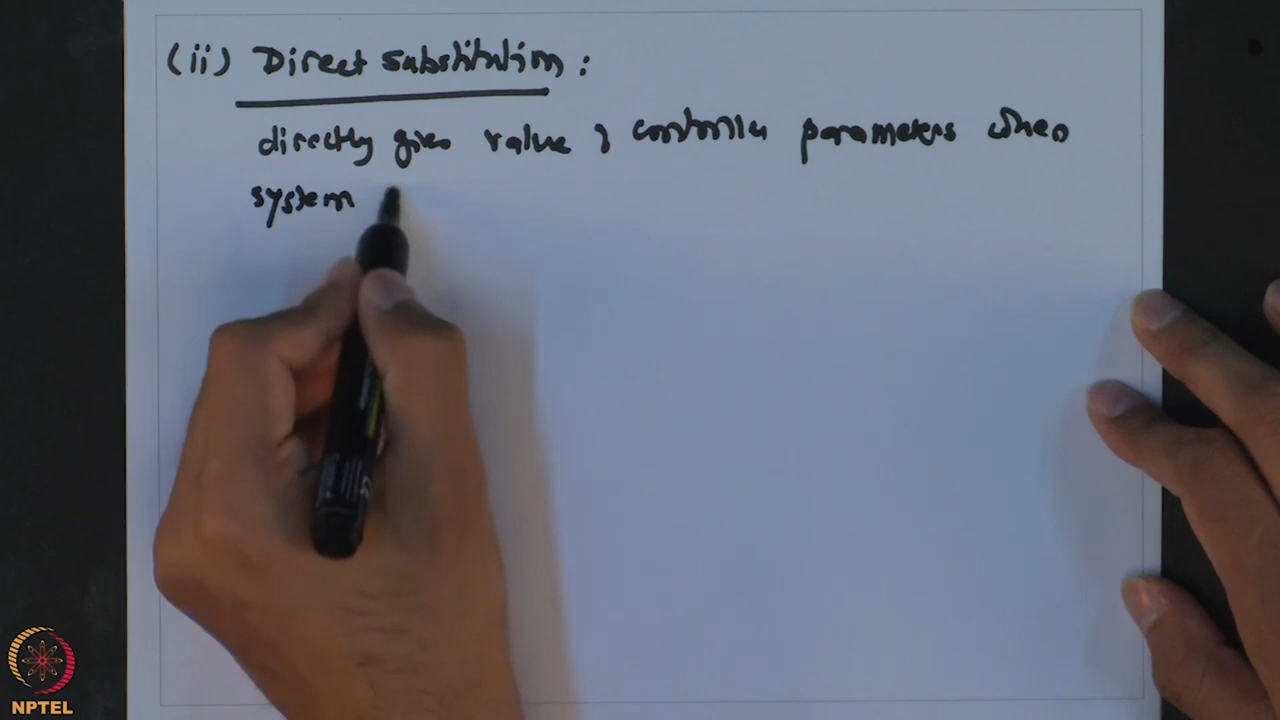 (ii) Direct substitution :
directly gives value of controller parameters when
system
NPTEL